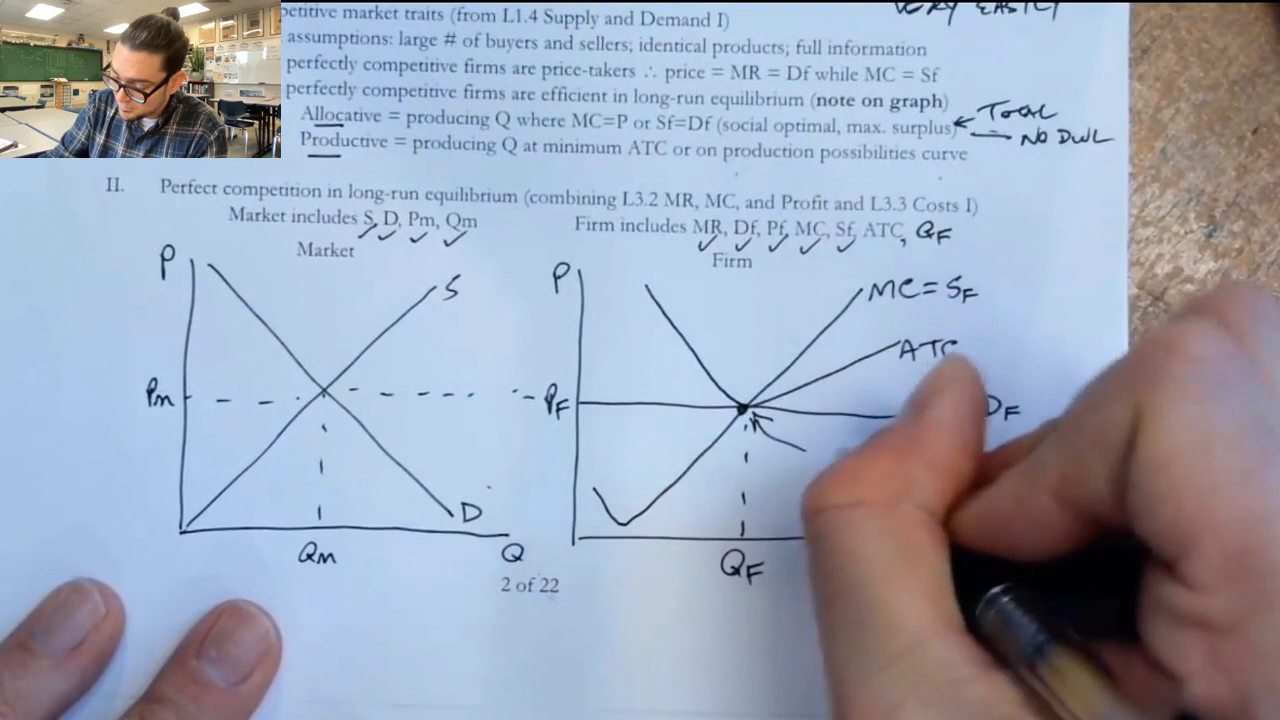 VERY EASILY
petitive market traits (from L1.4 Supply and Demand I)
assumptions: large # of buyers and sellers; identical products; full information
perfectly competitive firms are price-takers ∴ price = MR = Df while MC = Sf
perfectly competitive firms are efficient in long-run equilibrium (note on graph)
Allocative = producing Q where MC=P or Sf=Df (social optimal, max. surplus) ← TOTAL
— NO DWL
Productive = producing Q at minimum ATC or on production possibilities curve
II. Perfect competition in long-run equilibrium (combining L3.2 MR, MC, and Profit and L3.3 Costs I)
Market includes S, D, Pm, Qm
Firm includes MR, Df, Pf, MC, Sf, ATC, QF
Market
Firm
P
S
Pm
D
Qm
Q
P
MC = SF
ATC
PF
DF
QF
2 of 22